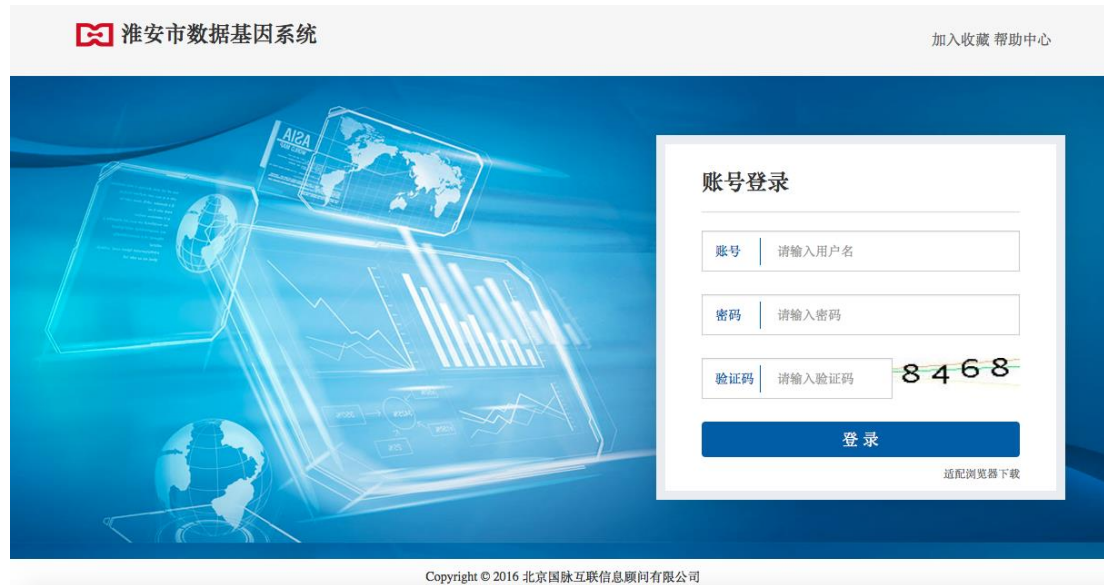 淮安市数据基因系统
加入收藏 帮助中心
ASIA
账号登录
账号 请输入用户名
密码 请输入密码
验证码 请输入验证码 8468
登 录
适配浏览器下载
Copyright © 2016 北京国脉互联信息顾问有限公司